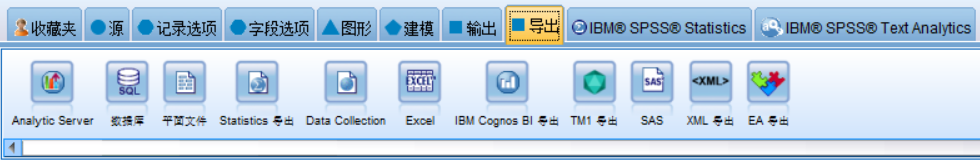 收藏夹 源 记录选项 字段选项 图形 建模 输出 导出 IBM® SPSS® Statistics IBM® SPSS® Text Analytics
SQL EXCEL SAS <XML>
Analytic Server 数据库 平面文件 Statistics 导出 Data Collection Excel IBM Cognos BI 导出 TM1 导出 SAS XML 导出 EA 导出